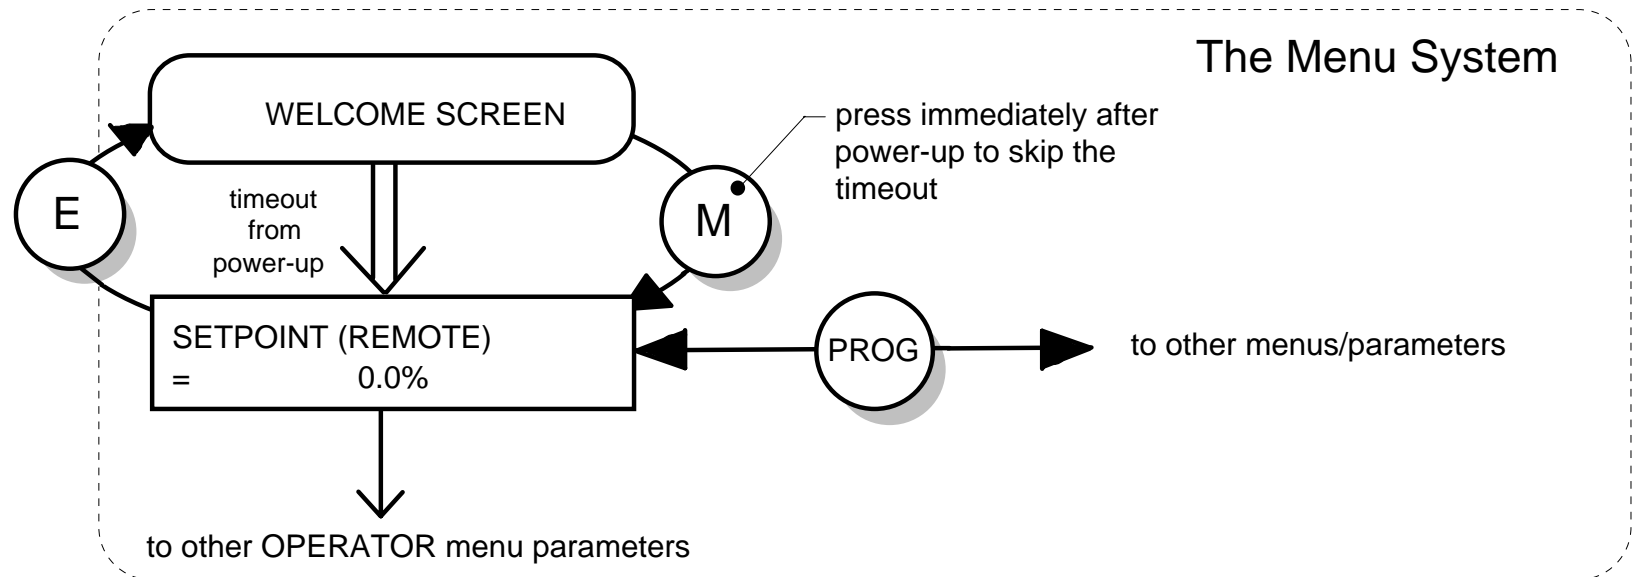 The Menu System
WELCOME SCREEN
press immediately after
power-up to skip the
timeout
E
timeout
from
power-up
M
SETPOINT (REMOTE)
= 0.0%
PROG
to other menus/parameters
to other OPERATOR menu parameters